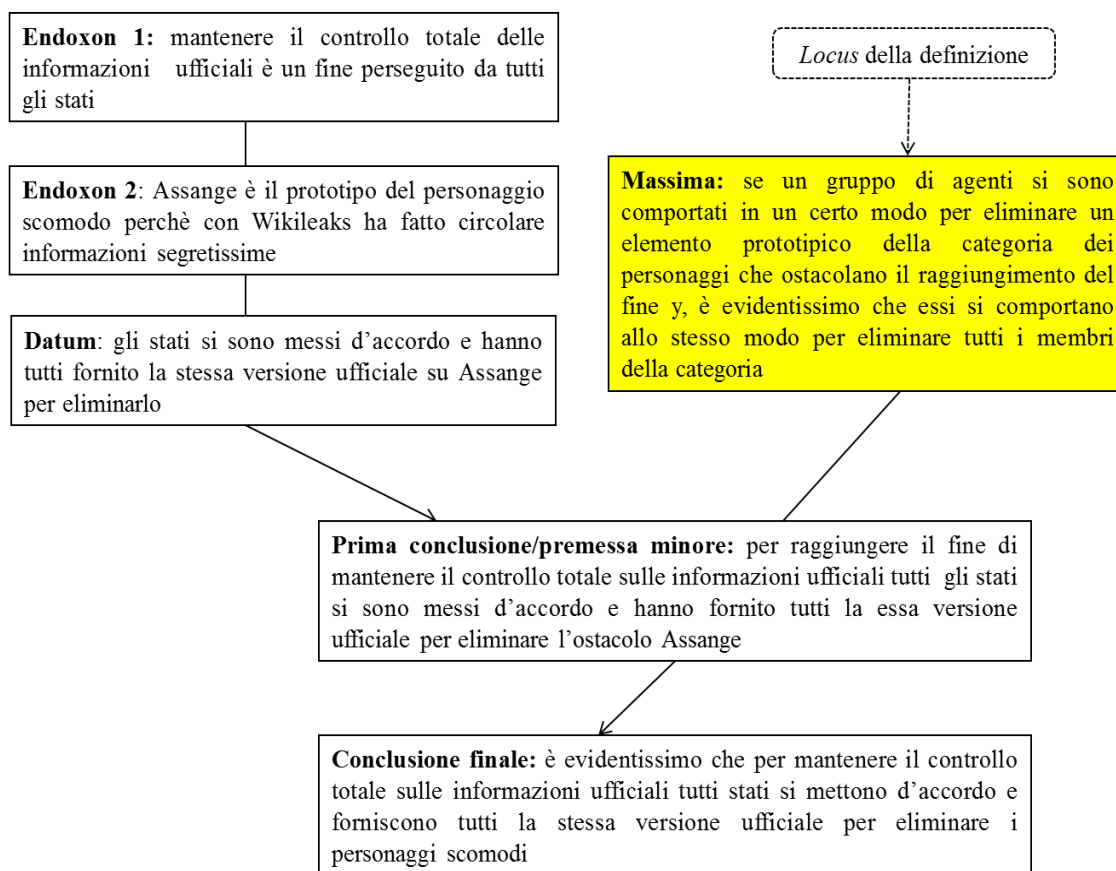 Endoxon 1: mantenere il controllo totale delle
informazioni ufficiali è un fine perseguito da tutti
gli stati
Locus della definizione
Endoxon 2: Assange è il prototipo del personaggio
scomodo perchè con Wikileaks ha fatto circolare
informazioni segretissime
Massima: se un gruppo di agenti si sono
comportati in un certo modo per eliminare un
elemento prototipico della categoria dei
personaggi che ostacolano il raggiungimento del
fine y, è evidentissimo che essi si comportano
allo stesso modo per eliminare tutti i membri
della categoria
Datum: gli stati si sono messi d'accordo e hanno
tutti fornito la stessa versione ufficiale su Assange
per eliminarlo
Prima conclusione/premessa minore: per raggiungere il fine di
mantenere il controllo totale sulle informazioni ufficiali tutti gli stati
si sono messi d'accordo e hanno fornito tutti la essa versione
ufficiale per eliminare l'ostacolo Assange
Conclusione finale: è evidentissimo che per mantenere il controllo
totale sulle informazioni ufficiali tutti stati si mettono d'accordo e
forniscono tutti la stessa versione ufficiale per eliminare i
personaggi scomodi